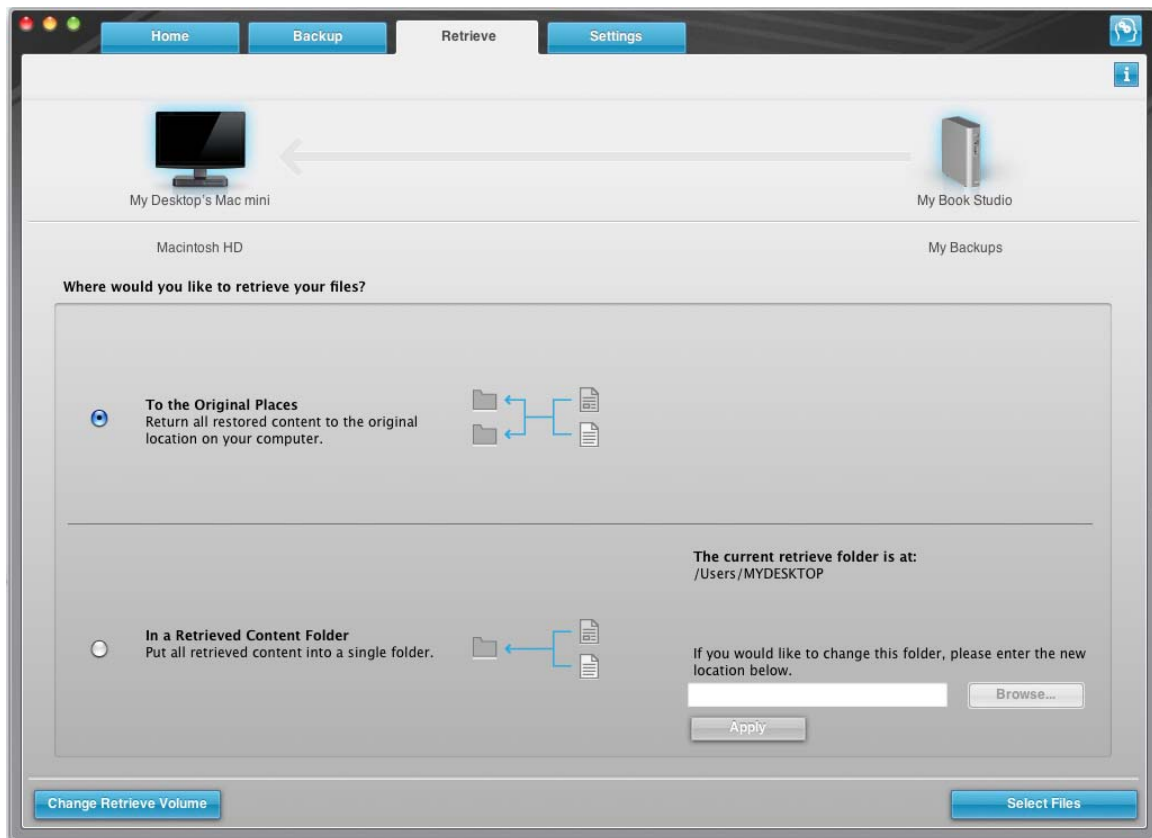 Home Backup Retrieve Settings
i
My Desktop's Mac mini My Book Studio
Macintosh HD My Backups
Where would you like to retrieve your files?
To the Original Places
Return all restored content to the original
location on your computer.
The current retrieve folder is at:
/Users/MYDESKTOP
In a Retrieved Content Folder
Put all retrieved content into a single folder.
If you would like to change this folder, please enter the new
location below.
Browse...
Apply
Change Retrieve Volume Select Files